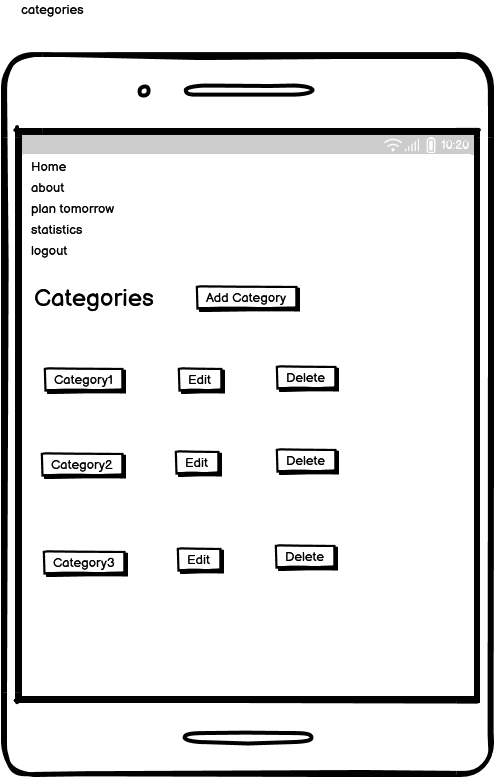 categories
10:20
Home
about
plan tomorrow
statistics
logout
Categories Add Category
Category1 Edit Delete
Category2 Edit Delete
Category3 Edit Delete